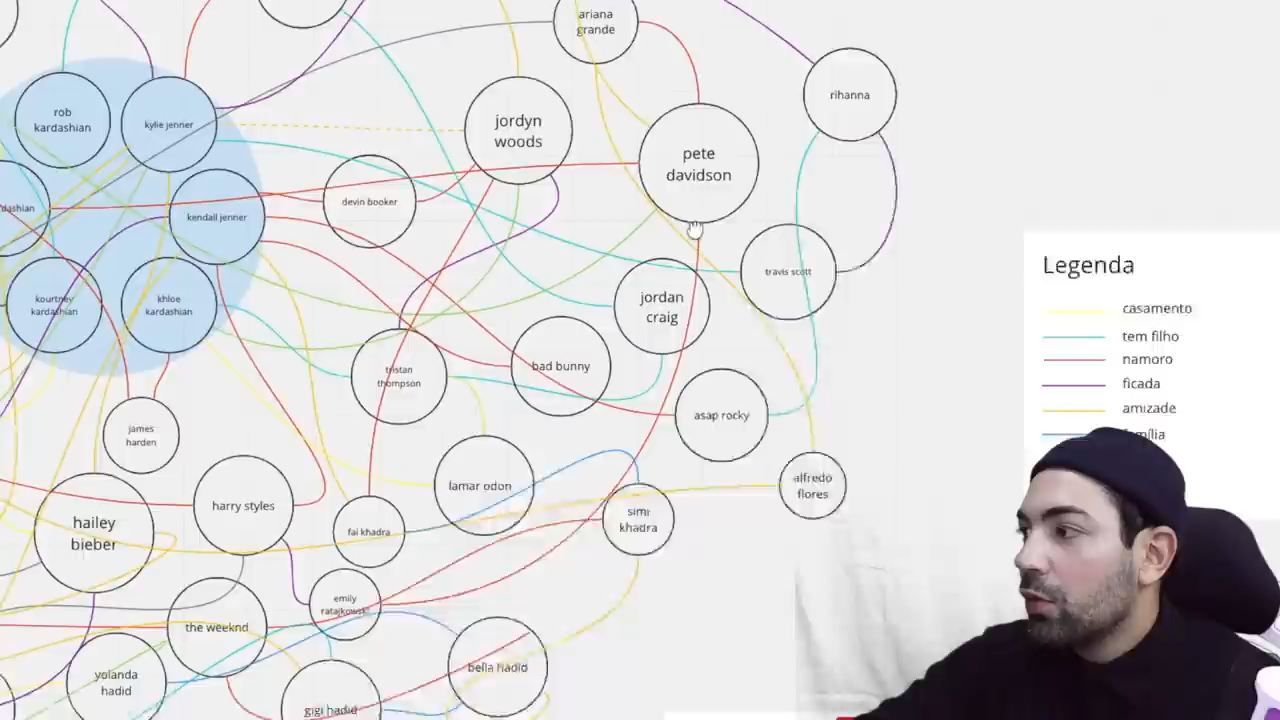 ariana
grande
rihanna
rob
kardashian
kylie jenner
jordyn
woods
pete
davidson
dashian
kendall jenner
devin booker
travis scott
Legenda
kourtney
kardashian
khloe
kardashian
jordan
craig
casamento
tem filho
namoro
ficada
amizade
família
tristan
thompson
bad bunny
asap rocky
james
harden
lamar odon
alfredo
flores
harry styles
hailey
bieber
fai khadra
simi
khadra
emily
ratajkowski
the weeknd
yolanda
hadid
bella hadid
gigi hadid